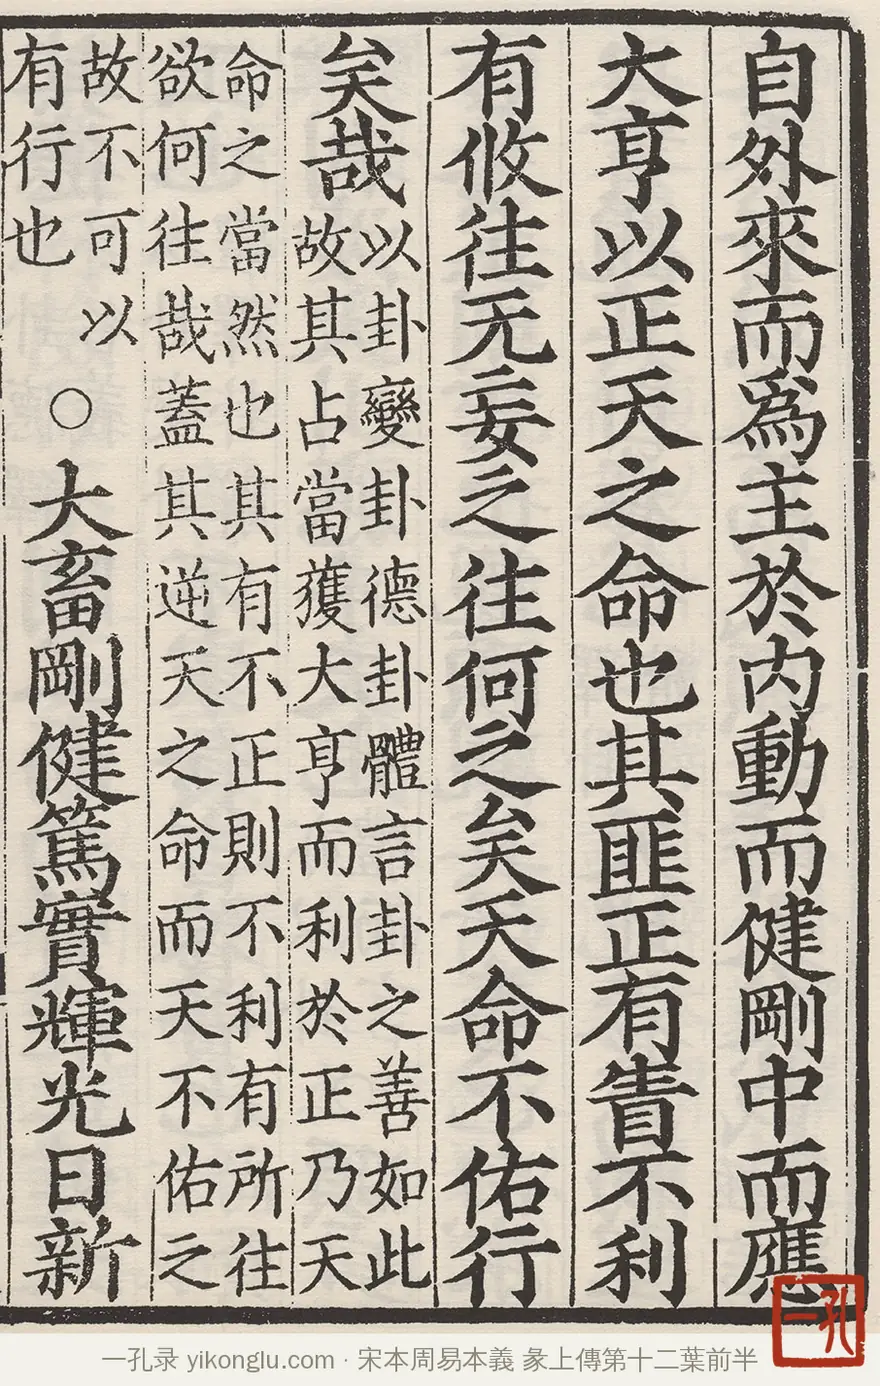 自外來而爲主於内動而健剛中而應
大亨以正天之命也其匪正有眚不利
有攸往无妄之往何之矣天命不佑行
矣哉
以卦變卦德卦體言卦之善如此
故其占當獲大亨而利於正乃天
命之當然也其有不正則不利有所往
欲何往哉蓋其逆天之命而天不佑之
故不可以
有行也
○大畜剛健篤實輝光日新
一孔
一孔录 yikonglu.com · 宋本周易本義 彖上傳第十二葉前半